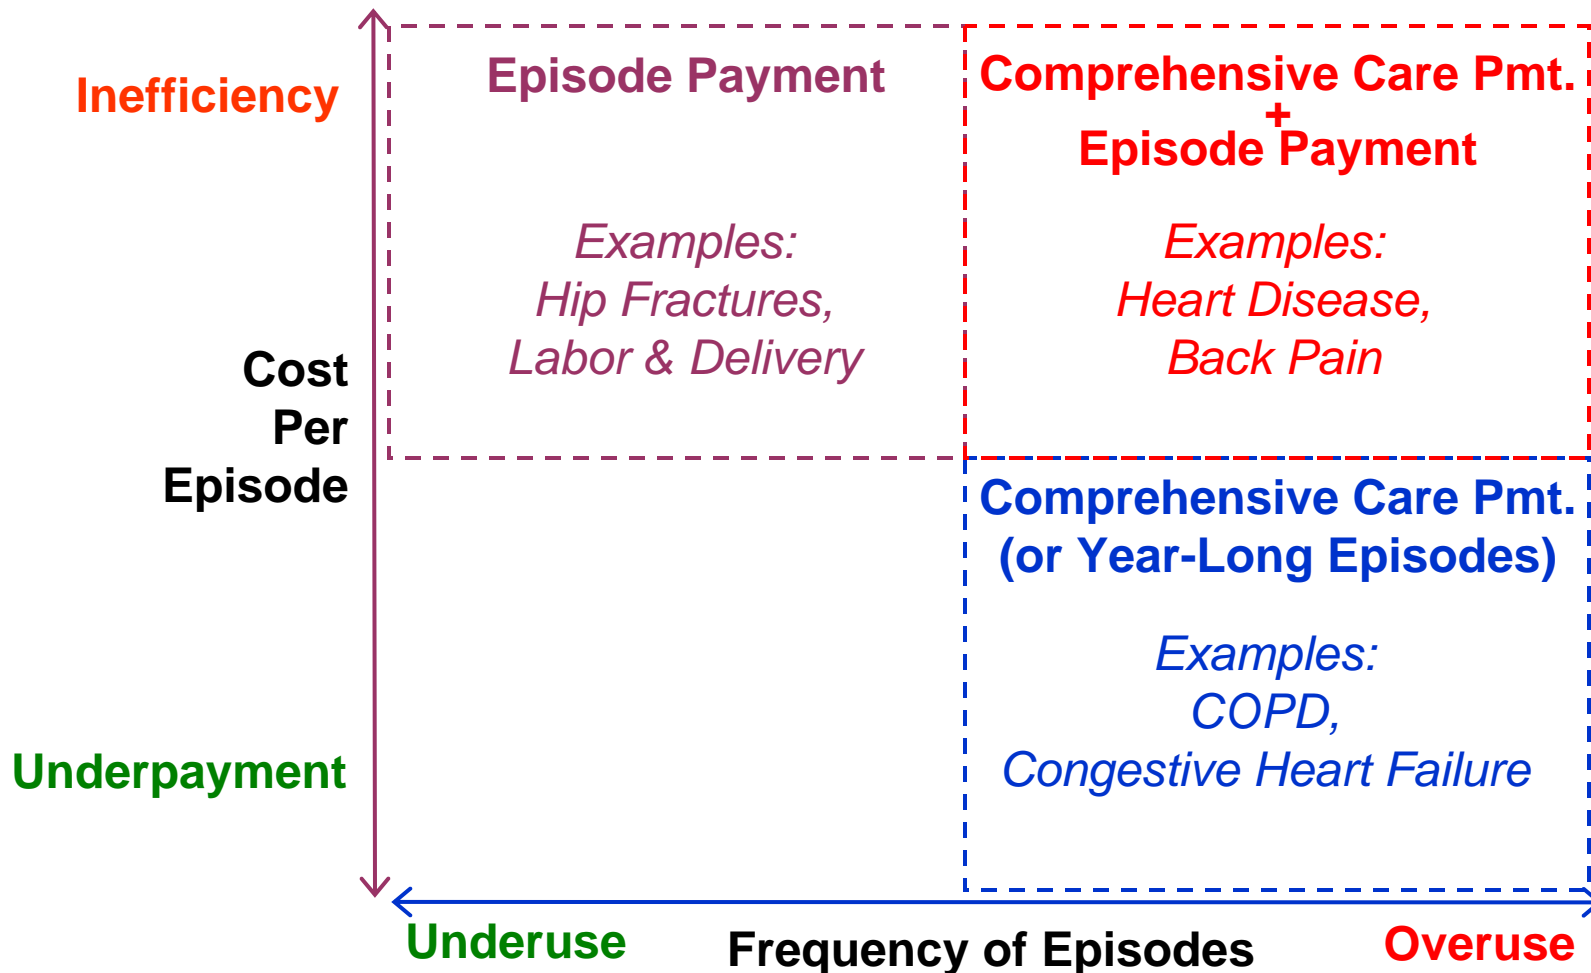 Inefficiency
Cost
Per
Episode
Underpayment
Episode Payment
Examples:
Hip Fractures,
Labor & Delivery
Comprehensive Care Pmt.
+
Episode Payment
Examples:
Heart Disease,
Back Pain
Comprehensive Care Pmt.
(or Year-Long Episodes)
Examples:
COPD,
Congestive Heart Failure
Underuse
Frequency of Episodes
Overuse